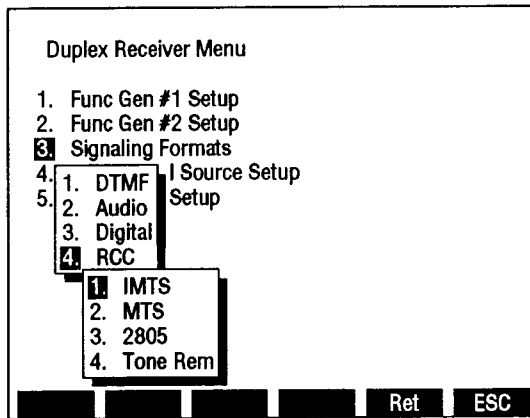 Duplex Receiver Menu
1. Func Gen #1 Setup
2. Func Gen #2 Setup
3. Signaling Formats
4. l Source Setup
5. Setup
1. DTMF
2. Audio
3. Digital
4. RCC
1. IMTS
2. MTS
3. 2805
4. Tone Rem
Ret ESC